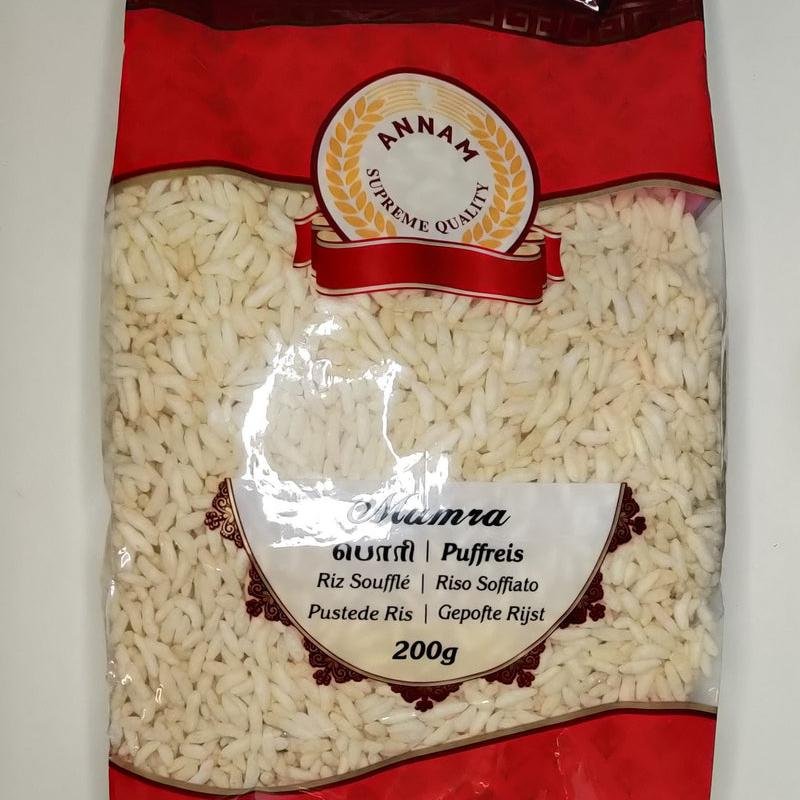 ANNAM
SUPREME QUALITY
Mamra
பொரி | Puffreis
Riz Soufflé | Riso Soffiato
Pustede Ris | Gepofte Rijst
200g